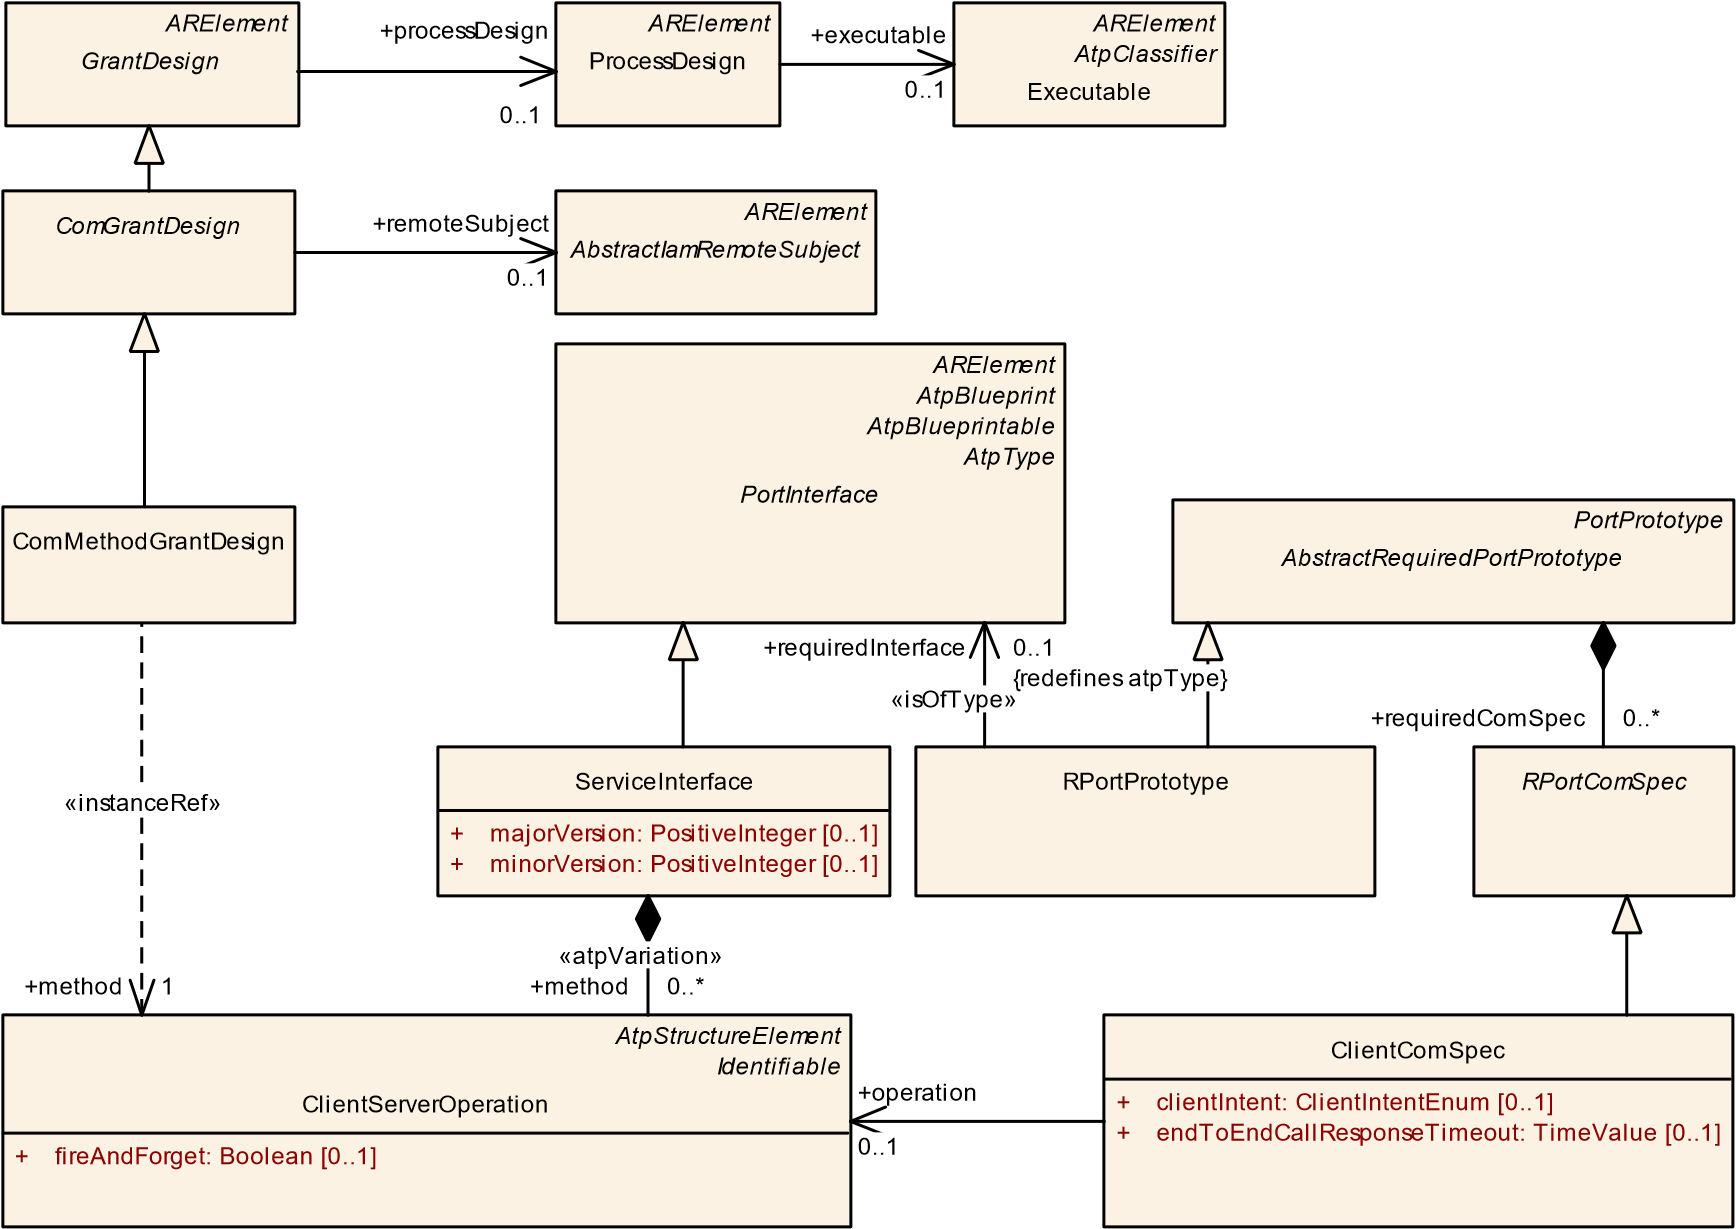 ARElement
GrantDesign
+processDesign
0..1
ARElement
ProcessDesign
+executable
0..1
ARElement
AtpClassifier
Executable
ComGrantDesign
+remoteSubject
0..1
ARElement
AbstractIamRemoteSubject
ARElement
AtpBlueprint
AtpBlueprintable
AtpType
PortInterface
ComMethodGrantDesign
PortPrototype
AbstractRequiredPortPrototype
+requiredInterface
0..1
{redefines atpType}
«isOfType»
+requiredComSpec
0..*
«instanceRef»
ServiceInterface
+ majorVersion: PositiveInteger [0..1]
+ minorVersion: PositiveInteger [0..1]
RPortPrototype
RPortComSpec
«atpVariation»
+method
0..*
+method
1
AtpStructureElement
Identifiable
ClientServerOperation
+ fireAndForget: Boolean [0..1]
+operation
0..1
ClientComSpec
+ clientIntent: ClientIntentEnum [0..1]
+ endToEndCallResponseTimeout: TimeValue [0..1]